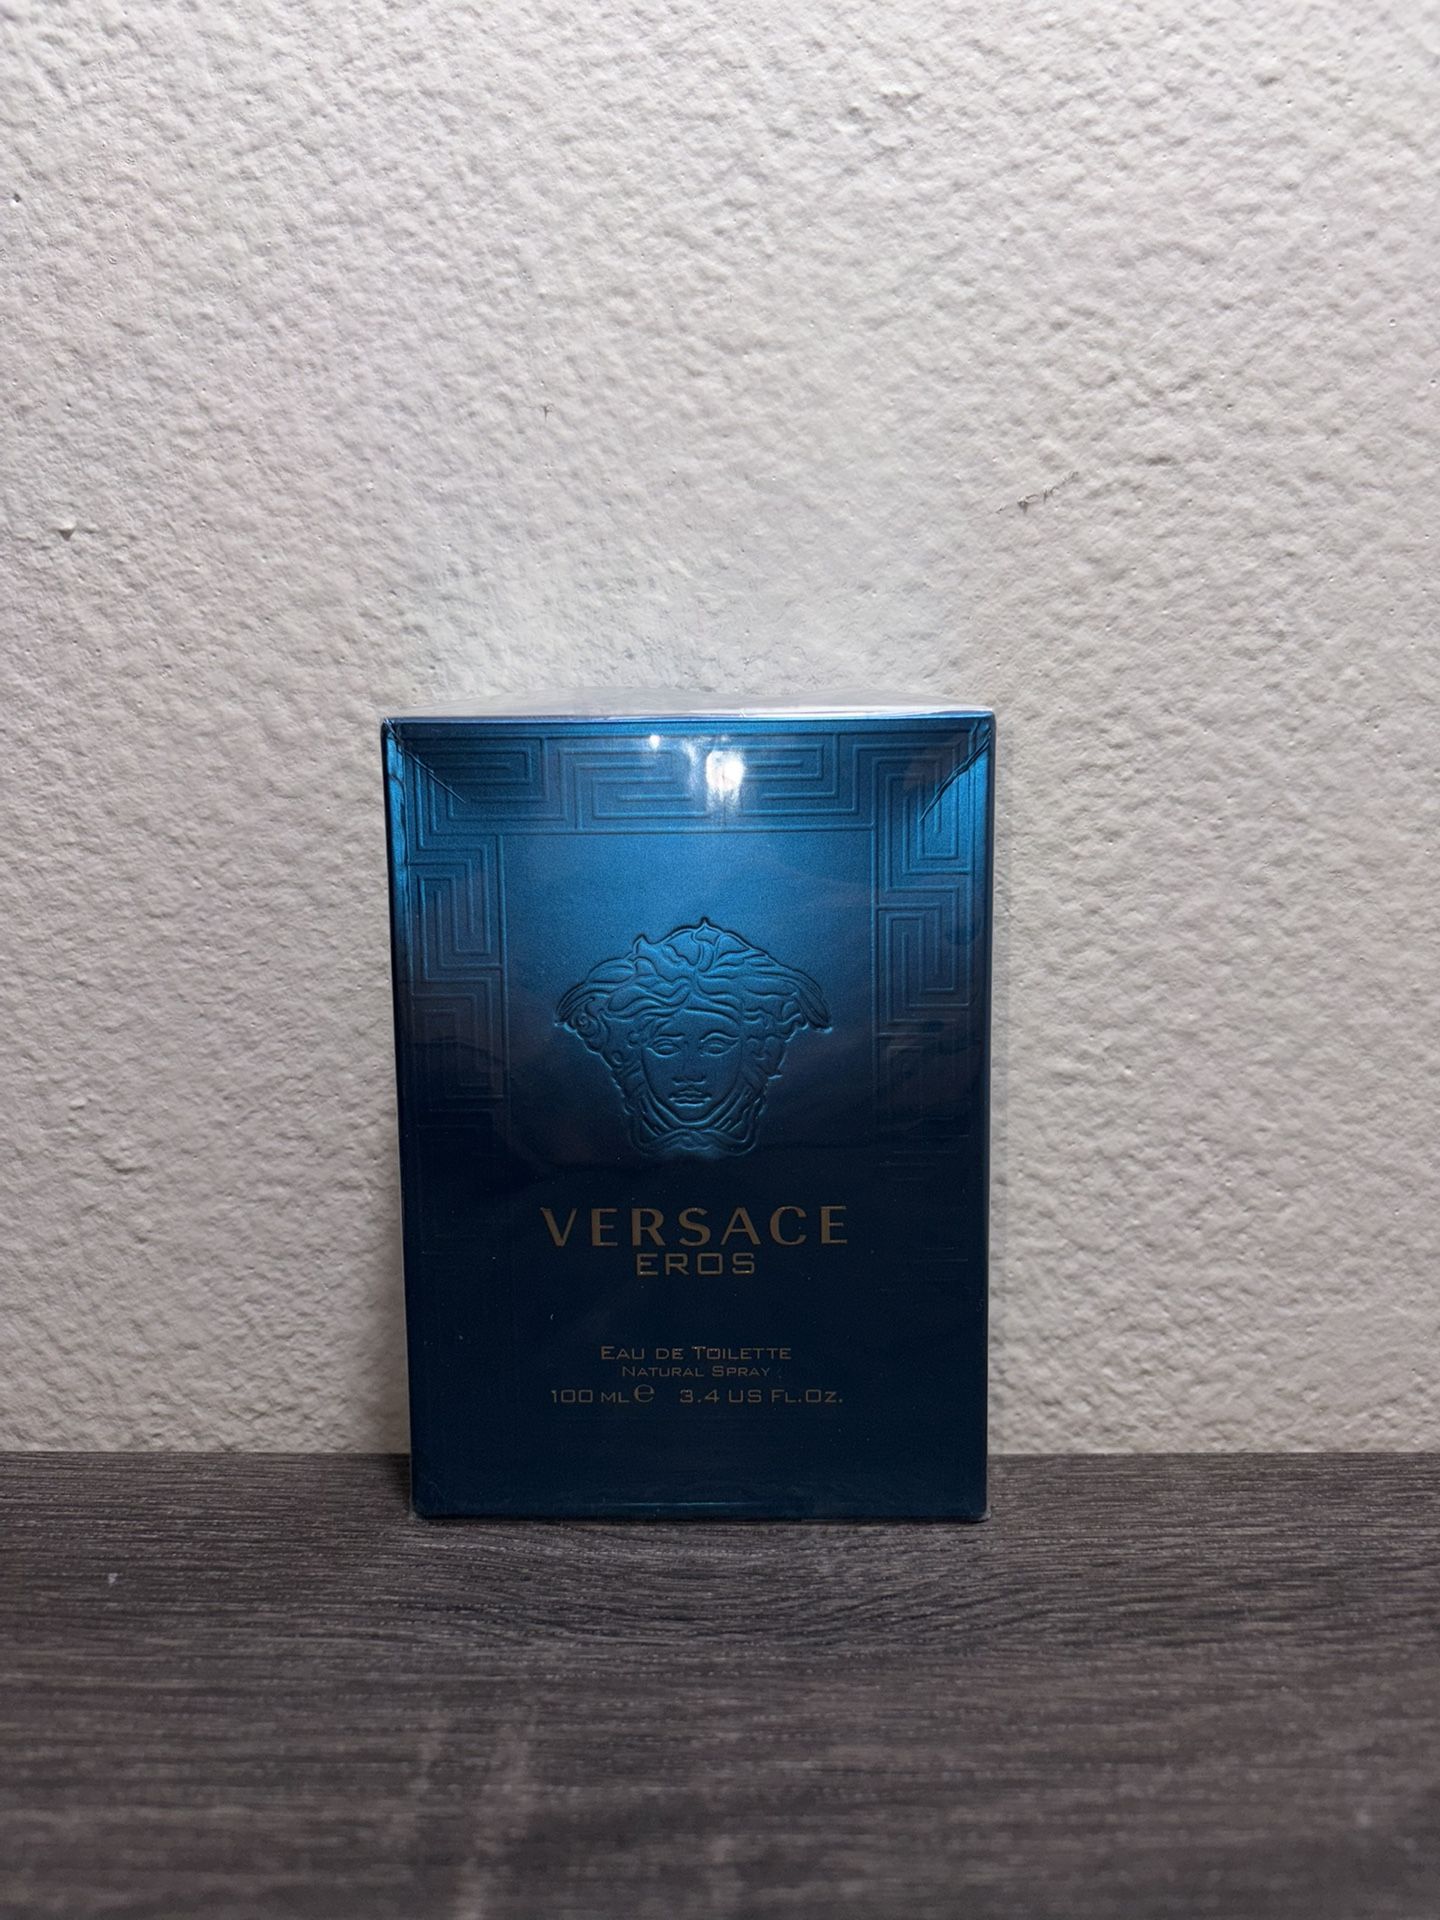 VERSACE
EROS
EAU DE TOILETTE
NATURAL SPRAY
100 ML℮ 3.4 US FL.OZ.